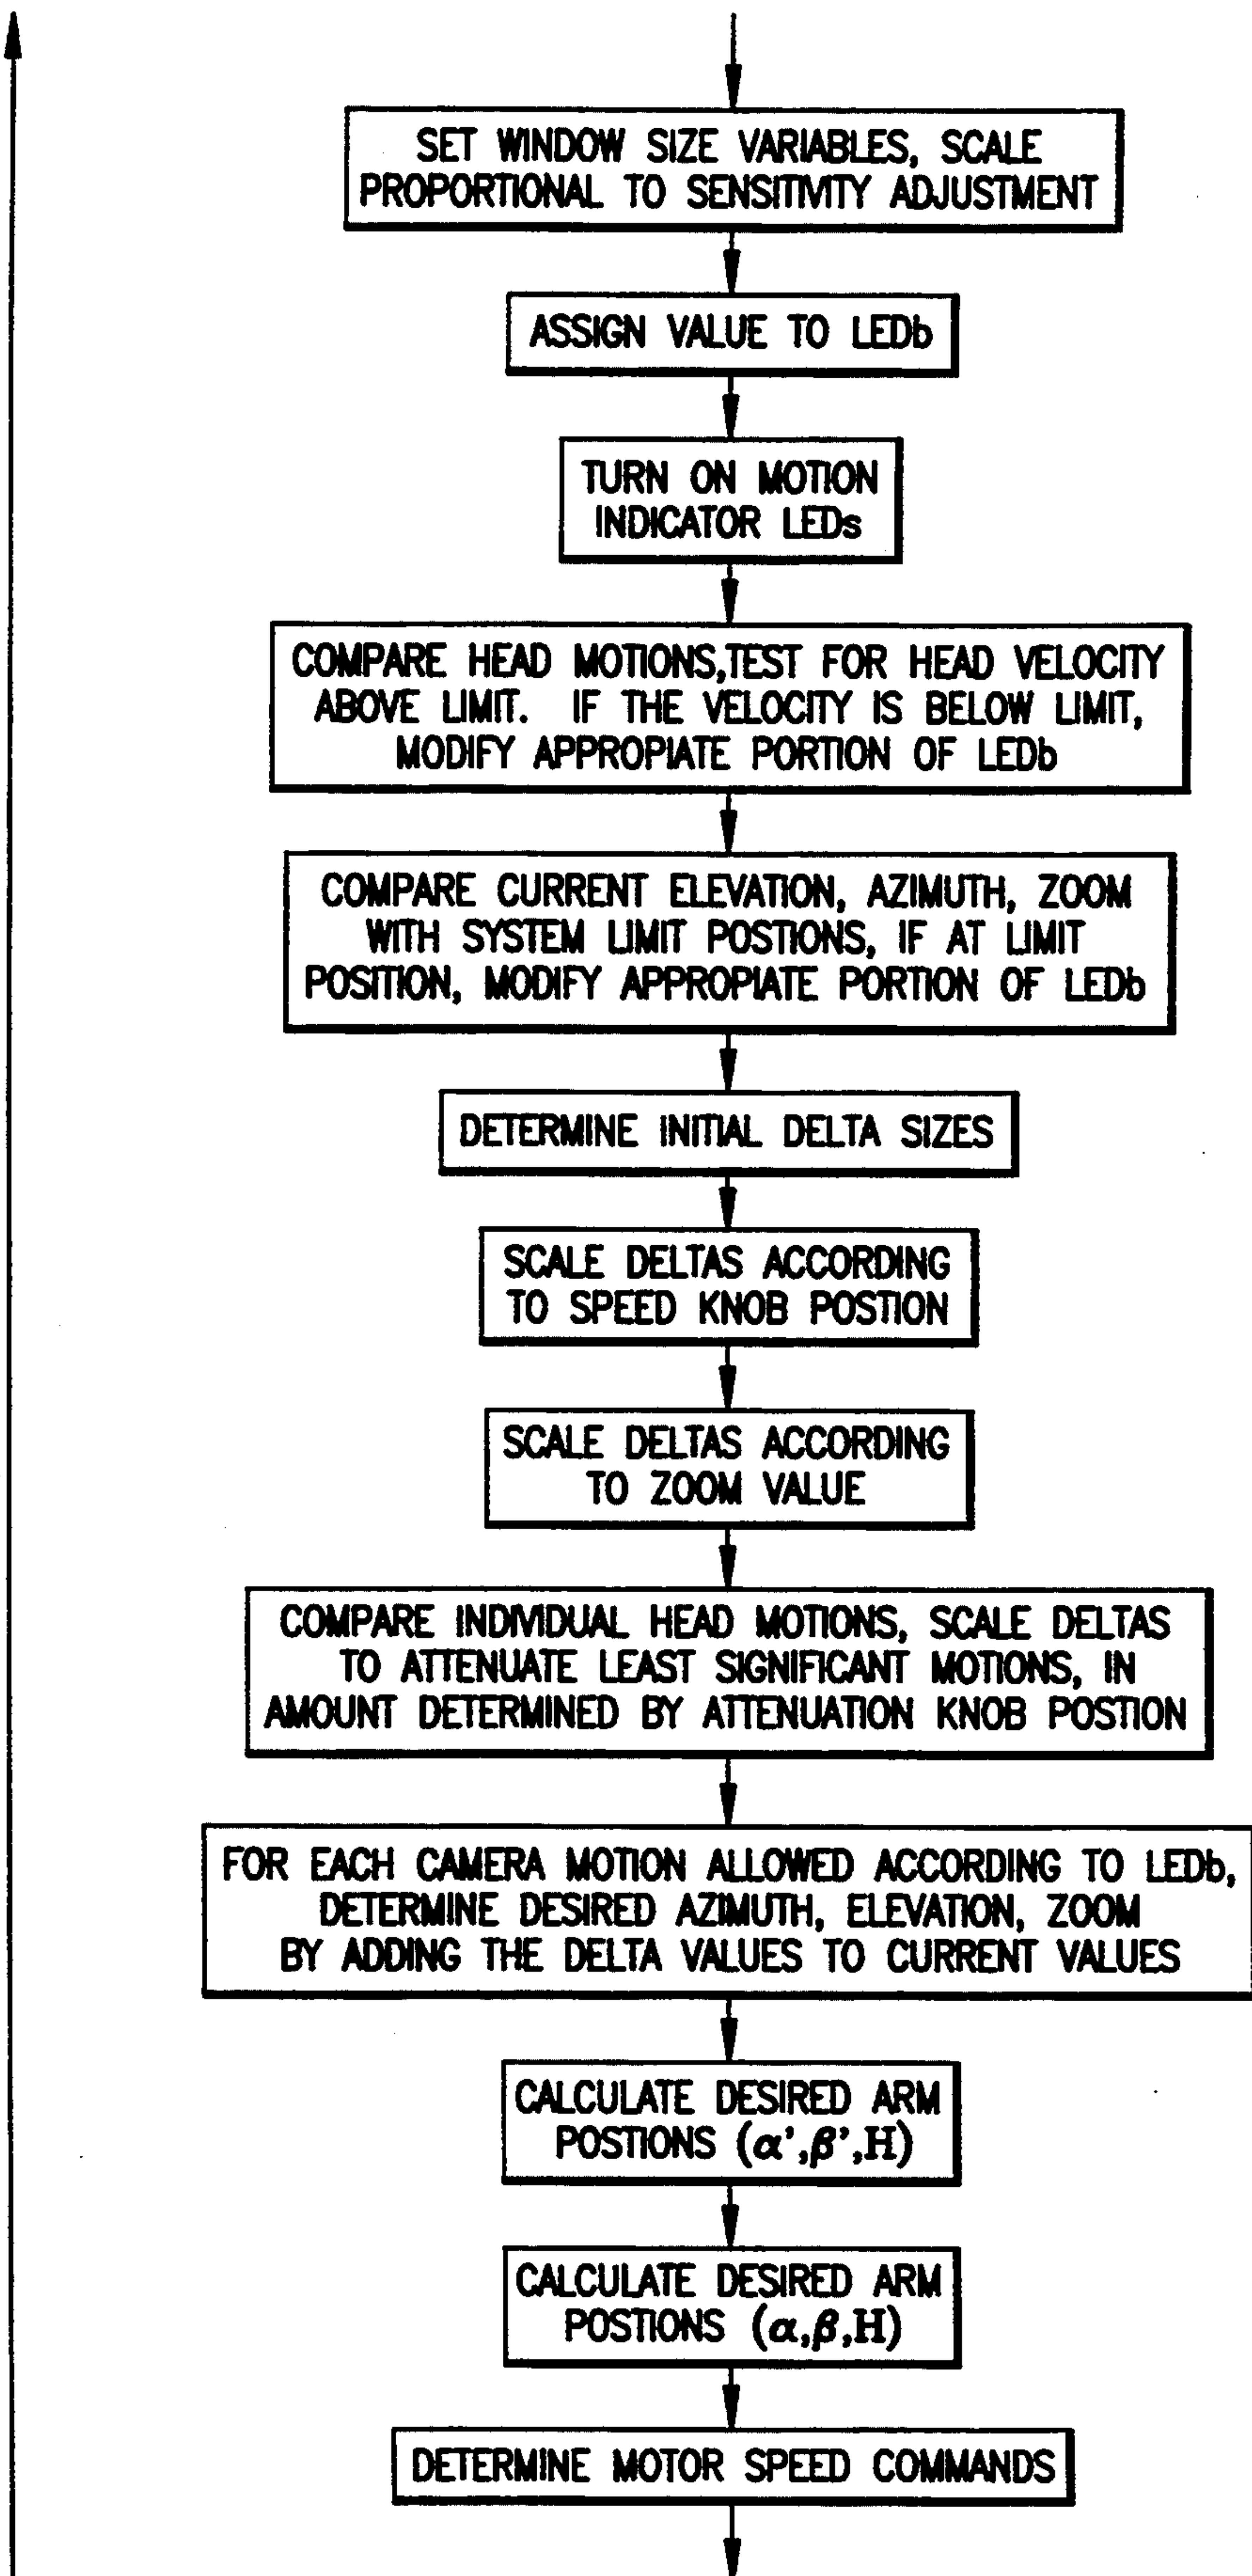 SET WINDOW SIZE VARIABLES, SCALE
PROPORTIONAL TO SENSITIVITY ADJUSTMENT
ASSIGN VALUE TO LEDb
TURN ON MOTION
INDICATOR LEDs
COMPARE HEAD MOTIONS,TEST FOR HEAD VELOCITY
ABOVE LIMIT. IF THE VELOCITY IS BELOW LIMIT,
MODIFY APPROPIATE PORTION OF LEDb
COMPARE CURRENT ELEVATION, AZIMUTH, ZOOM
WITH SYSTEM LIMIT POSTIONS, IF AT LIMIT
POSITION, MODIFY APPROPIATE PORTION OF LEDb
DETERMINE INITIAL DELTA SIZES
SCALE DELTAS ACCORDING
TO SPEED KNOB POSTION
SCALE DELTAS ACCORDING
TO ZOOM VALUE
COMPARE INDIVIDUAL HEAD MOTIONS, SCALE DELTAS
TO ATTENUATE LEAST SIGNIFICANT MOTIONS, IN
AMOUNT DETERMINED BY ATTENUATION KNOB POSTION
FOR EACH CAMERA MOTION ALLOWED ACCORDING TO LEDb,
DETERMINE DESIRED AZIMUTH, ELEVATION, ZOOM
BY ADDING THE DELTA VALUES TO CURRENT VALUES
CALCULATE DESIRED ARM
POSTIONS (α',β',H)
CALCULATE DESIRED ARM
POSTIONS (α,β,H)
DETERMINE MOTOR SPEED COMMANDS